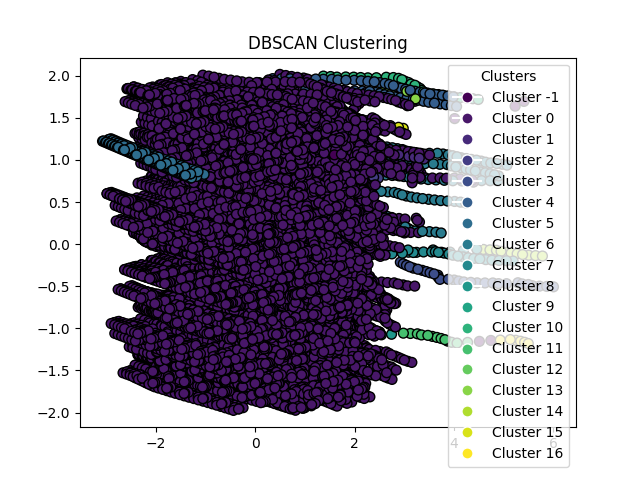 DBSCAN Clustering
Clusters
Cluster -1
Cluster 0
Cluster 1
Cluster 2
Cluster 3
Cluster 4
Cluster 5
Cluster 6
Cluster 7
Cluster 8
Cluster 9
Cluster 10
Cluster 11
Cluster 12
Cluster 13
Cluster 14
Cluster 15
Cluster 16
2.0
1.5
1.0
0.5
0.0
−0.5
−1.0
−1.5
−2.0
−2 0 2 4 6